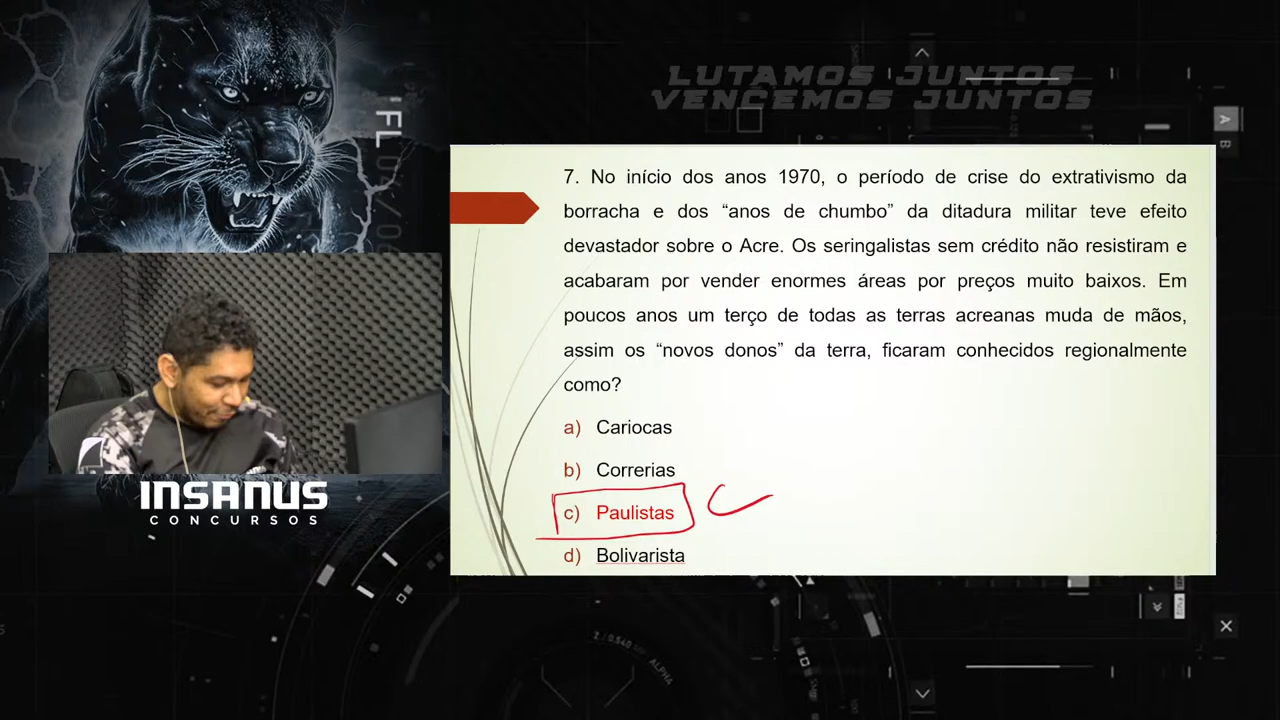 LUTAMOS JUNTOS
VENCEMOS JUNTOS
7. No início dos anos 1970, o período de crise do extrativismo da
borracha e dos “anos de chumbo” da ditadura militar teve efeito
devastador sobre o Acre. Os seringalistas sem crédito não resistiram e
acabaram por vender enormes áreas por preços muito baixos. Em
poucos anos um terço de todas as terras acreanas muda de mãos,
assim os “novos donos” da terra, ficaram conhecidos regionalmente
como?
a) Cariocas
b) Correrias
c) Paulistas
d) Bolivarista
INSANUS
CONCURSOS
A
B